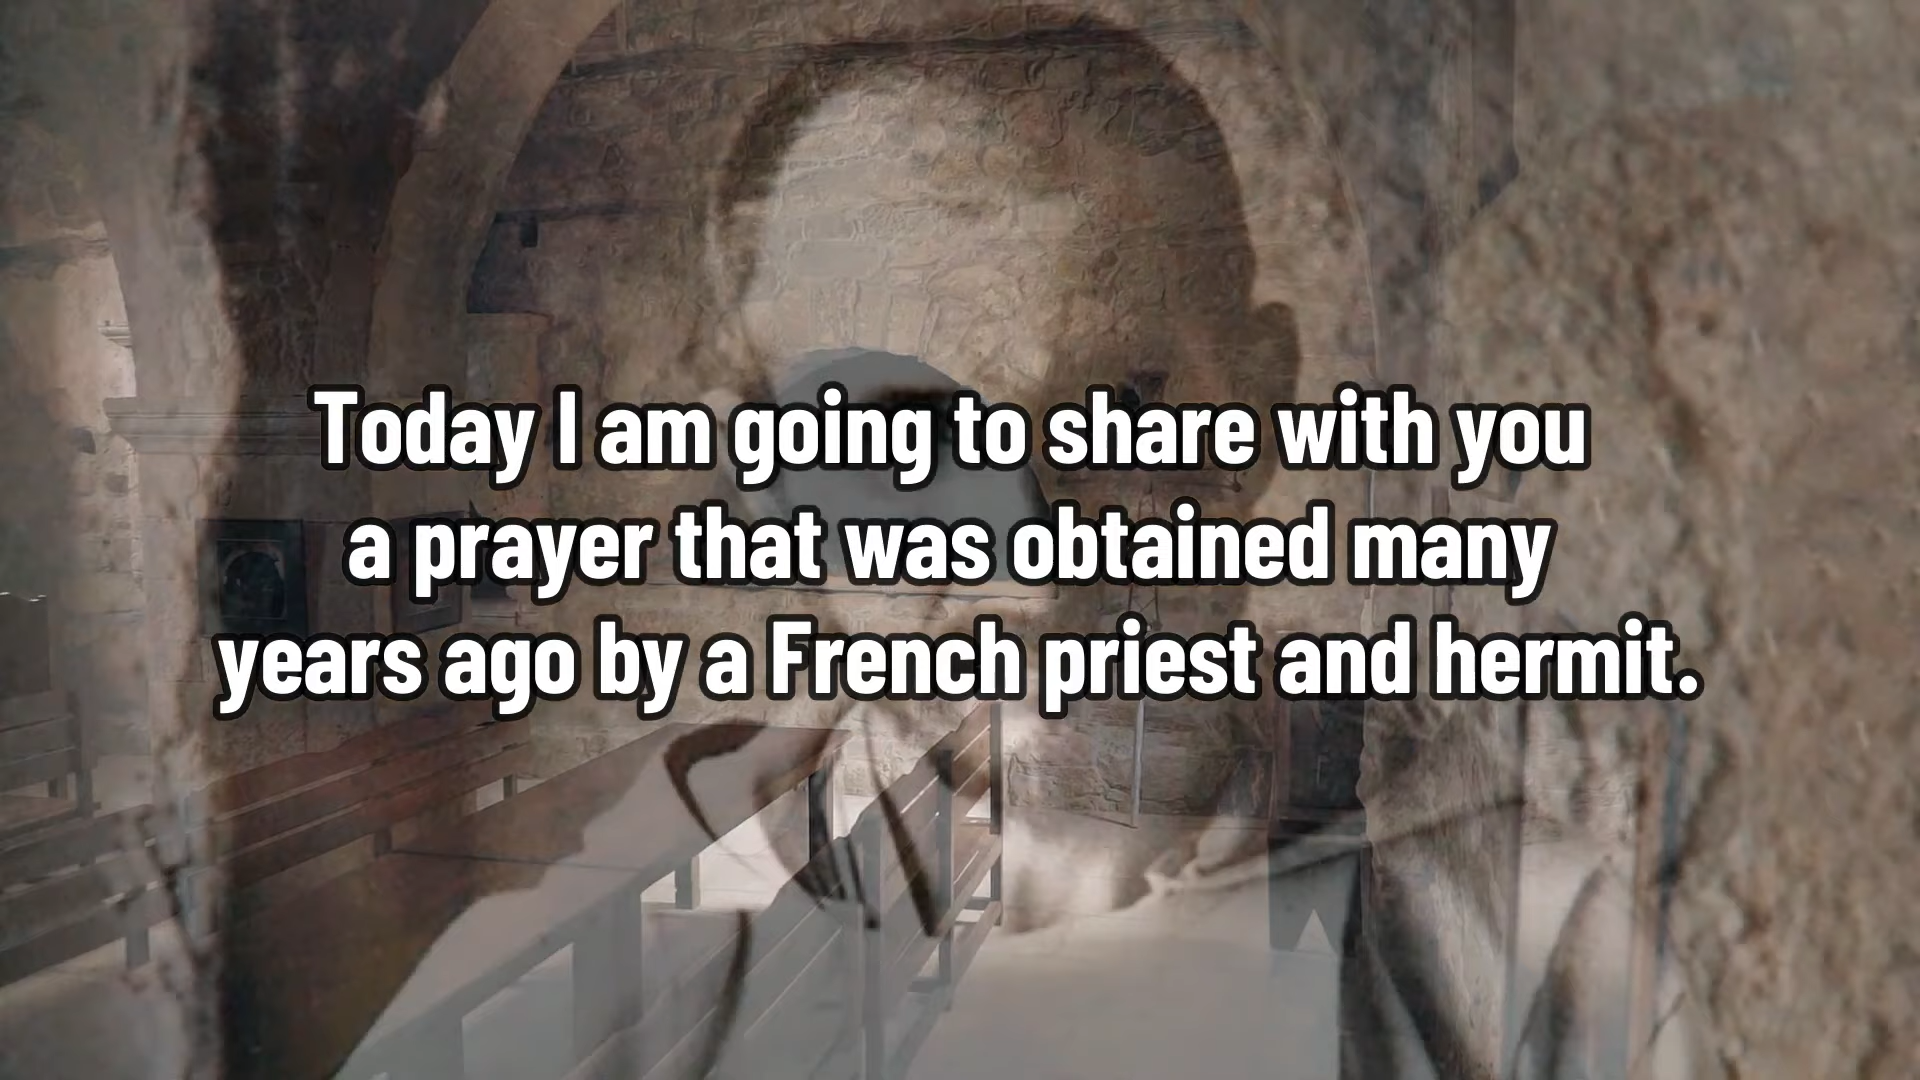 Today I am going to share with you
a prayer that was obtained many
years ago by a French priest and hermit.